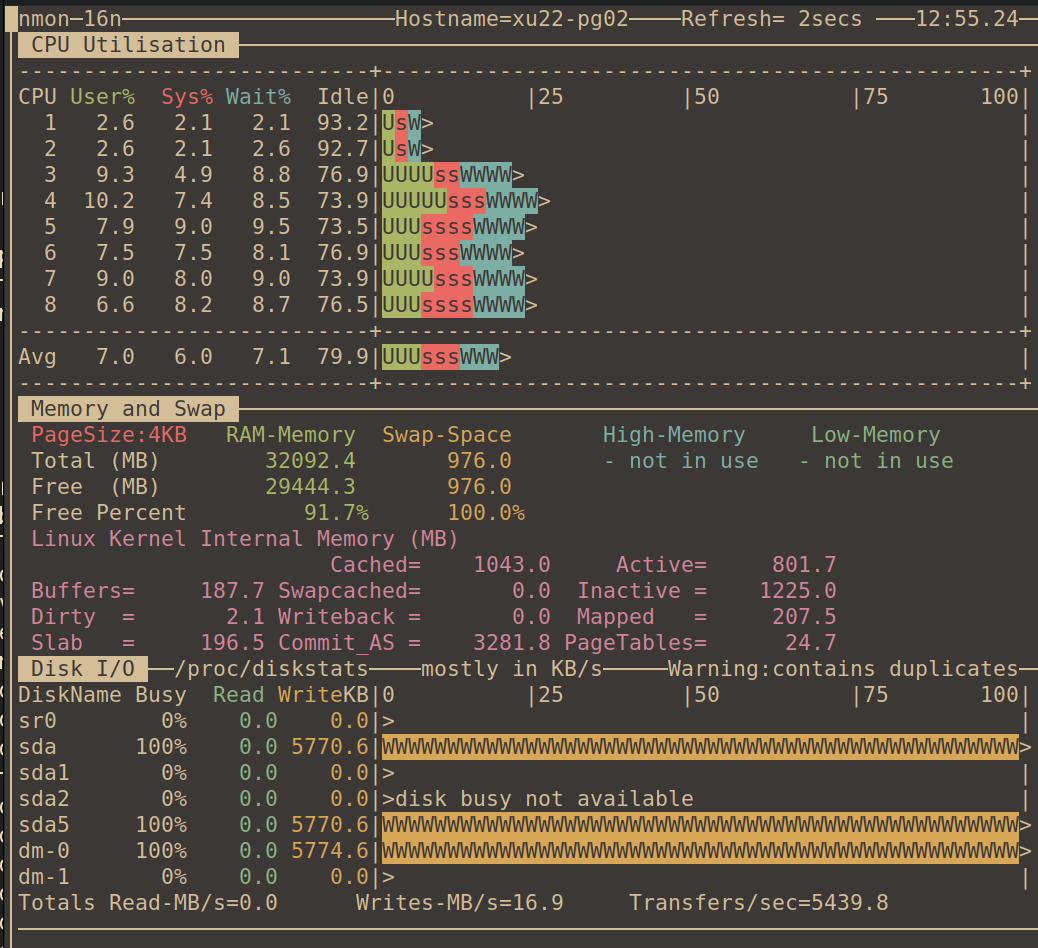 nmon─16n─────────────────────Hostname=xu22-pg02────Refresh= 2secs ───12:55.24─
CPU Utilisation
---------------------------+-------------------------------------------------+
CPU User%  Sys% Wait%  Idle|0          |25         |50          |75       100|
  1   2.6   2.1   2.1  93.2|UsW>                                             |
  2   2.6   2.1   2.6  92.7|UsW>                                             |
  3   9.3   4.9   8.8  76.9|UUUUssWWWW>                                      |
  4  10.2   7.4   8.5  73.9|UUUUUsssWWWW>                                    |
  5   7.9   9.0   9.5  73.5|UUUssssWWWW>                                     |
  6   7.5   7.5   8.1  76.9|UUUsssWWWW>                                      |
  7   9.0   8.0   9.0  73.9|UUUUsssWWWW>                                     |
  8   6.6   8.2   8.7  76.5|UUUssssWWWW>                                     |
---------------------------+-------------------------------------------------+
Avg   7.0   6.0   7.1  79.9|UUUsssWWW>                                       |
---------------------------+-------------------------------------------------+
Memory and Swap
PageSize:4KB   RAM-Memory  Swap-Space       High-Memory     Low-Memory
Total (MB)        32092.4       976.0       - not in use   - not in use
Free  (MB)        29444.3       976.0
Free Percent         91.7%      100.0%
Linux Kernel Internal Memory (MB)
                       Cached=    1043.0     Active=     801.7
Buffers=     187.7 Swapcached=       0.0  Inactive =    1225.0
Dirty  =       2.1 Writeback =       0.0  Mapped   =     207.5
Slab   =     196.5 Commit_AS =    3281.8 PageTables=      24.7
Disk I/O ──/proc/diskstats────mostly in KB/s─────Warning:contains duplicates─
DiskName Busy  Read WriteKB|0          |25         |50          |75       100|
sr0        0%    0.0    0.0|>                                                |
sda      100%    0.0 5770.6|WWWWWWWWWWWWWWWWWWWWWWWWWWWWWWWWWWWWWWWWWWWWWWWWW>
sda1       0%    0.0    0.0|>                                                |
sda2       0%    0.0    0.0|>disk busy not available                         |
sda5     100%    0.0 5770.6|WWWWWWWWWWWWWWWWWWWWWWWWWWWWWWWWWWWWWWWWWWWWWWWWW>
dm-0     100%    0.0 5774.6|WWWWWWWWWWWWWWWWWWWWWWWWWWWWWWWWWWWWWWWWWWWWWWWWW>
dm-1       0%    0.0    0.0|>                                                |
Totals Read-MB/s=0.0      Writes-MB/s=16.9     Transfers/sec=5439.8